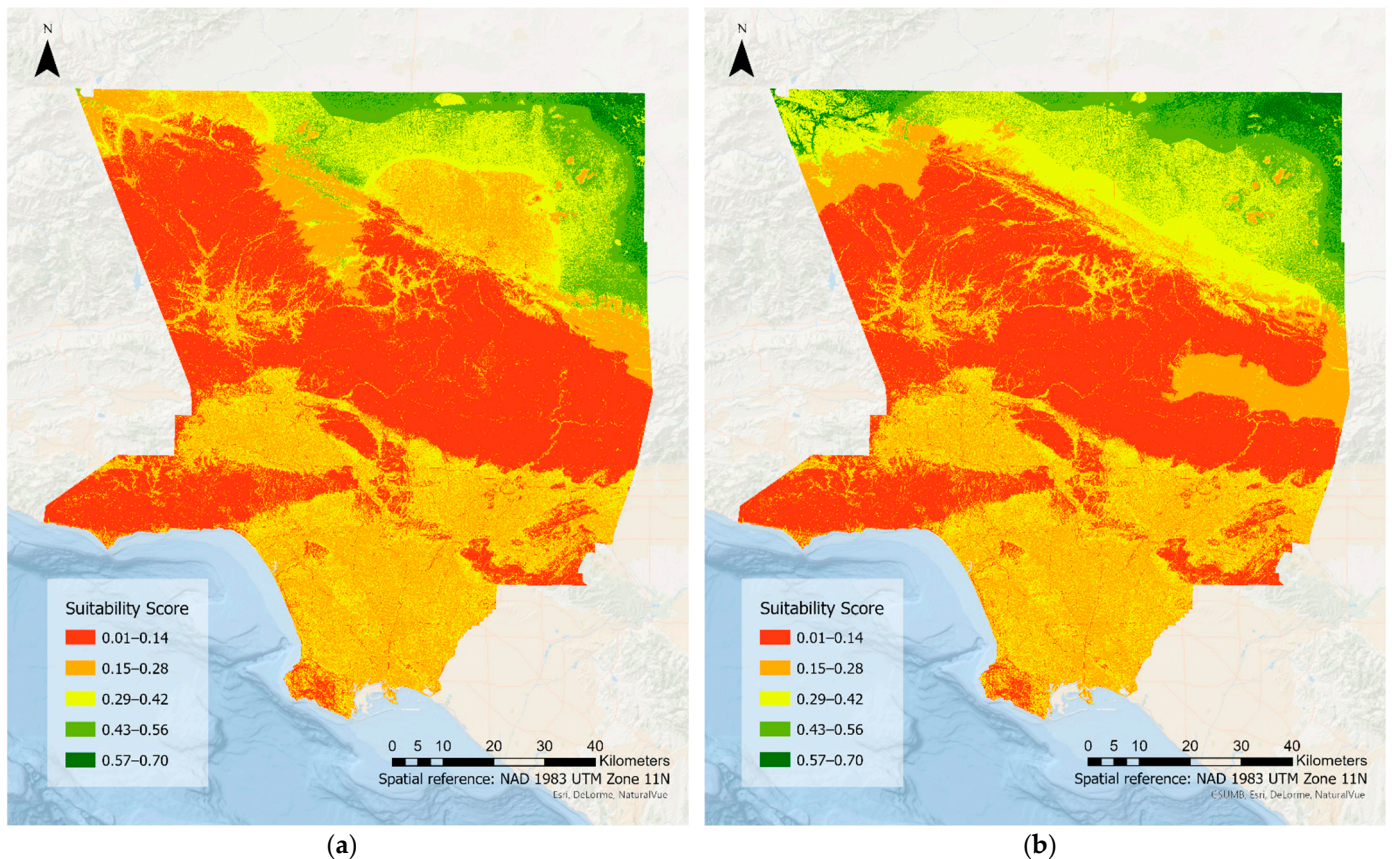 N
Suitability Score
0.01–0.14
0.15–0.28
0.29–0.42
0.43–0.56
0.57–0.70
0 5 10 20 30 40
Kilometers
Spatial reference: NAD 1983 UTM Zone 11N
Esri, DeLorme, NaturalVue
(a)
N
Suitability Score
0.01–0.14
0.15–0.28
0.29–0.42
0.43–0.56
0.57–0.70
0 5 10 20 30 40
Kilometers
Spatial reference: NAD 1983 UTM Zone 11N
CSUMB, Esri, DeLorme, NaturalVue
(b)